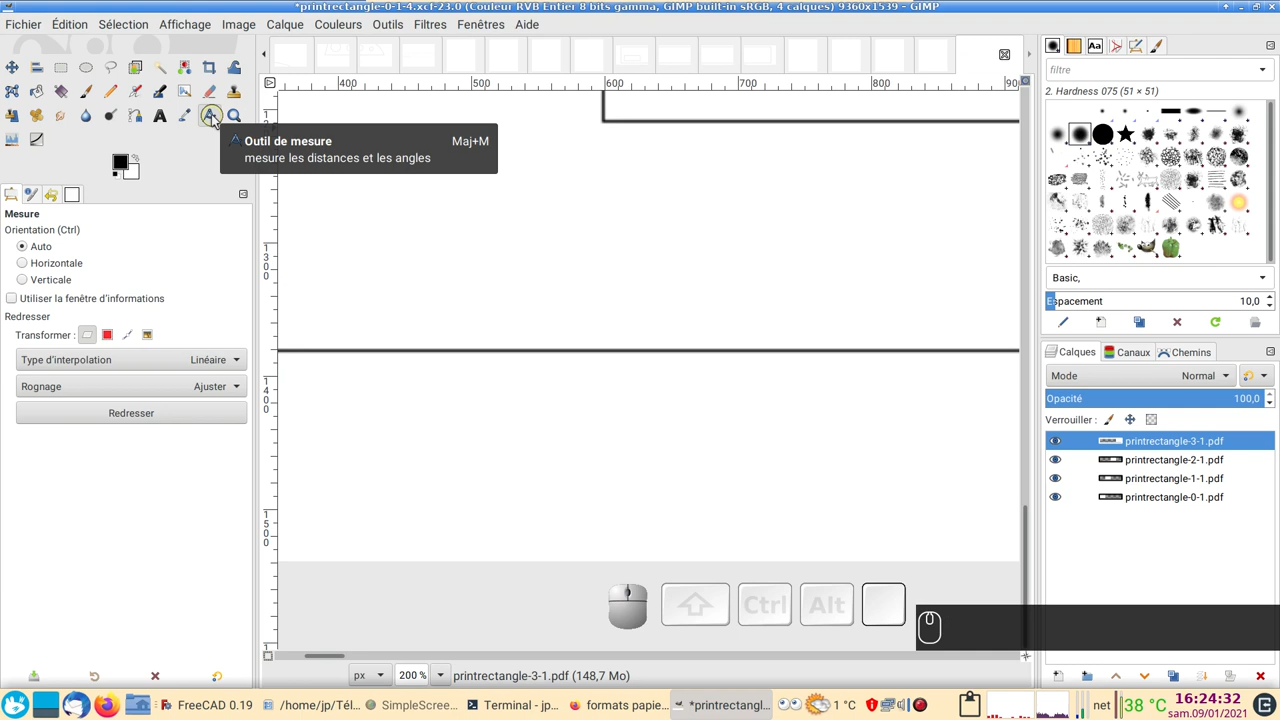 *printrectangle-0-1-4.xcf-23.0 (Couleur RVB Entier 8 bits gamma, GIMP built-in sRGB, 4 calques) 9360x1539 – GIMP
Fichier Édition Sélection Affichage Image Calque Couleurs Outils Filtres Fenêtres Aide
400 500 600 700 800 900
filtre
2. Hardness 075 (51 × 51)
Outil de mesure Maj+M
mesure les distances et les angles
Mesure
Orientation (Ctrl)
Auto
Horizontale
Verticale
Utiliser la fenêtre d'informations
Redresser
Transformer :
Type d'interpolation Linéaire
Rognage Ajuster
Redresser
1300
1400
1500
Basic,
Espacement 10,0
Calques Canaux Chemins
Mode Normal
Opacité 100,0
Verrouiller :
printrectangle-3-1.pdf
printrectangle-2-1.pdf
printrectangle-1-1.pdf
printrectangle-0-1.pdf
Ctrl Alt
px 200 % printrectangle-3-1.pdf (148,7 Mo)
FreeCAD 0.19 /home/jp/Tél... SimpleScree... Terminal - jp... formats papie... *printrectangl... 1 °C net 38 °C 16:24:32
sam.09/01/2021